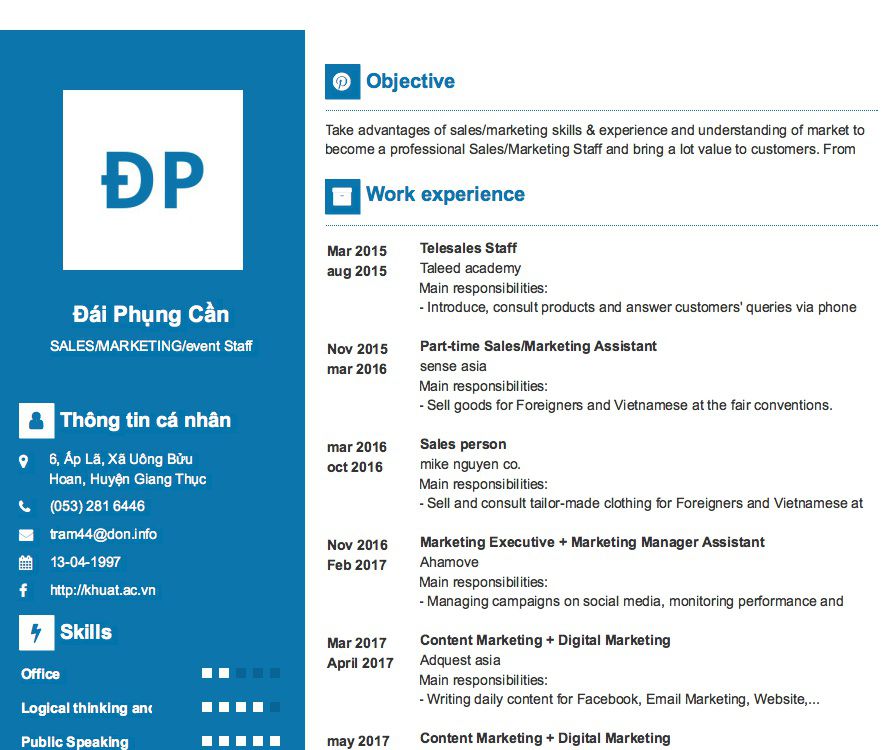 ĐP
Đái Phụng Cần
SALES/MARKETING/event Staff
Thông tin cá nhân
6, Ấp Lã, Xã Uông Bửu
Hoan, Huyện Giang Thục
(053) 281 6446
tram44@don.info
13-04-1997
http://khuat.ac.vn
Skills
Office
Logical thinking and
Public Speaking
Objective
Take advantages of sales/marketing skills & experience and understanding of market to
become a professional Sales/Marketing Staff and bring a lot value to customers. From
Work experience
Mar 2015
aug 2015
Telesales Staff
Taleed academy
Main responsibilities:
- Introduce, consult products and answer customers' queries via phone
Nov 2015
mar 2016
Part-time Sales/Marketing Assistant
sense asia
Main responsibilities:
- Sell goods for Foreigners and Vietnamese at the fair conventions.
mar 2016
oct 2016
Sales person
mike nguyen co.
Main responsibilities:
- Sell and consult tailor-made clothing for Foreigners and Vietnamese at
Nov 2016
Feb 2017
Marketing Executive + Marketing Manager Assistant
Ahamove
Main responsibilities:
- Managing campaigns on social media, monitoring performance and
Mar 2017
April 2017
Content Marketing + Digital Marketing
Adquest asia
Main responsibilities:
- Writing daily content for Facebook, Email Marketing, Website,...
may 2017
Content Marketing + Digital Marketing